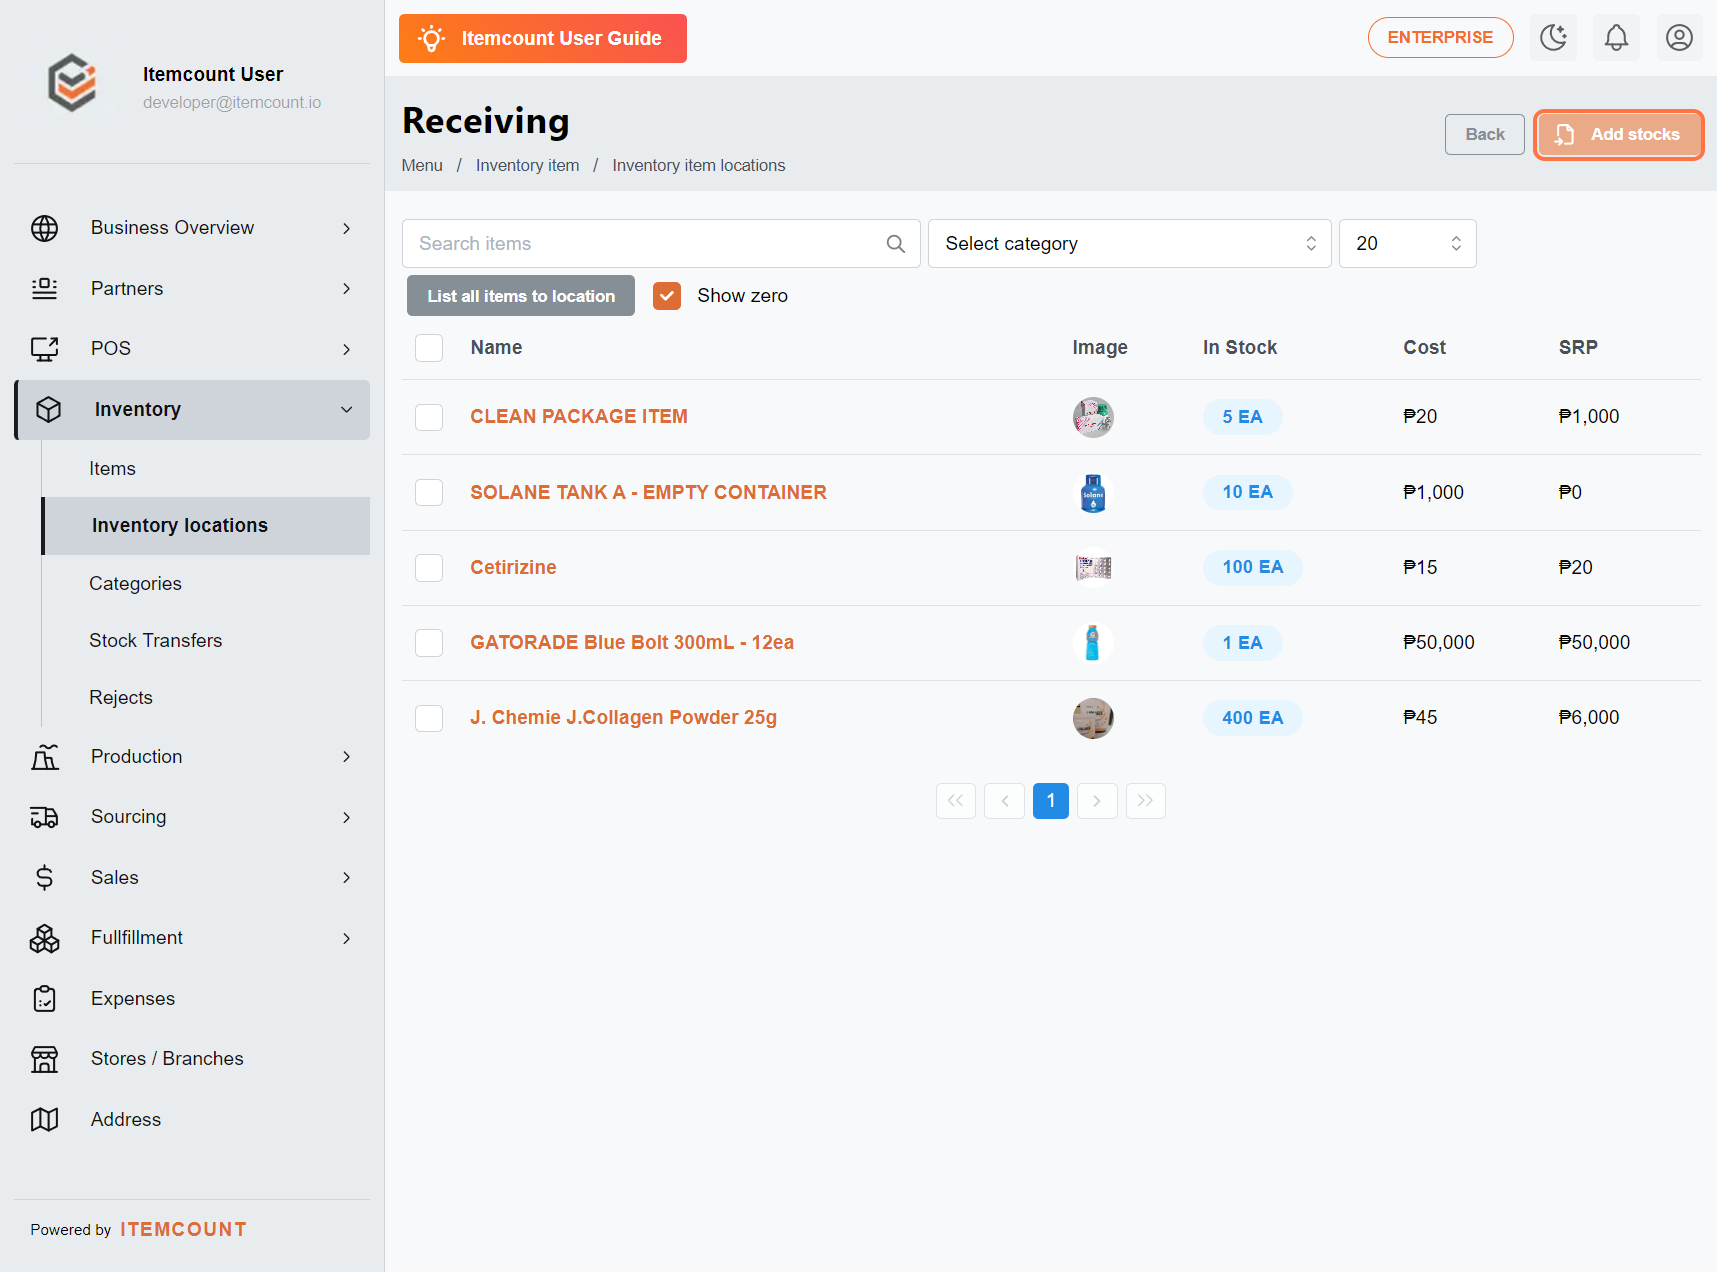 Itemcount User
developer@itemcount.io
Business Overview
Partners
POS
Inventory
Items
Inventory locations
Categories
Stock Transfers
Rejects
Production
Sourcing
Sales
Fullfillment
Expenses
Stores / Branches
Address
Powered by ITEMCOUNT
Itemcount User Guide
ENTERPRISE
Receiving
Menu / Inventory item / Inventory item locations
Back
Add stocks
Search items
Select category
20
List all items to location
Show zero
Name Image In Stock Cost SRP
CLEAN PACKAGE ITEM 5 EA ₱20 ₱1,000
SOLANE TANK A - EMPTY CONTAINER Solane 10 EA ₱1,000 ₱0
Cetirizine 100 EA ₱15 ₱20
GATORADE Blue Bolt 300mL - 12ea 1 EA ₱50,000 ₱50,000
J. Chemie J.Collagen Powder 25g 400 EA ₱45 ₱6,000
1